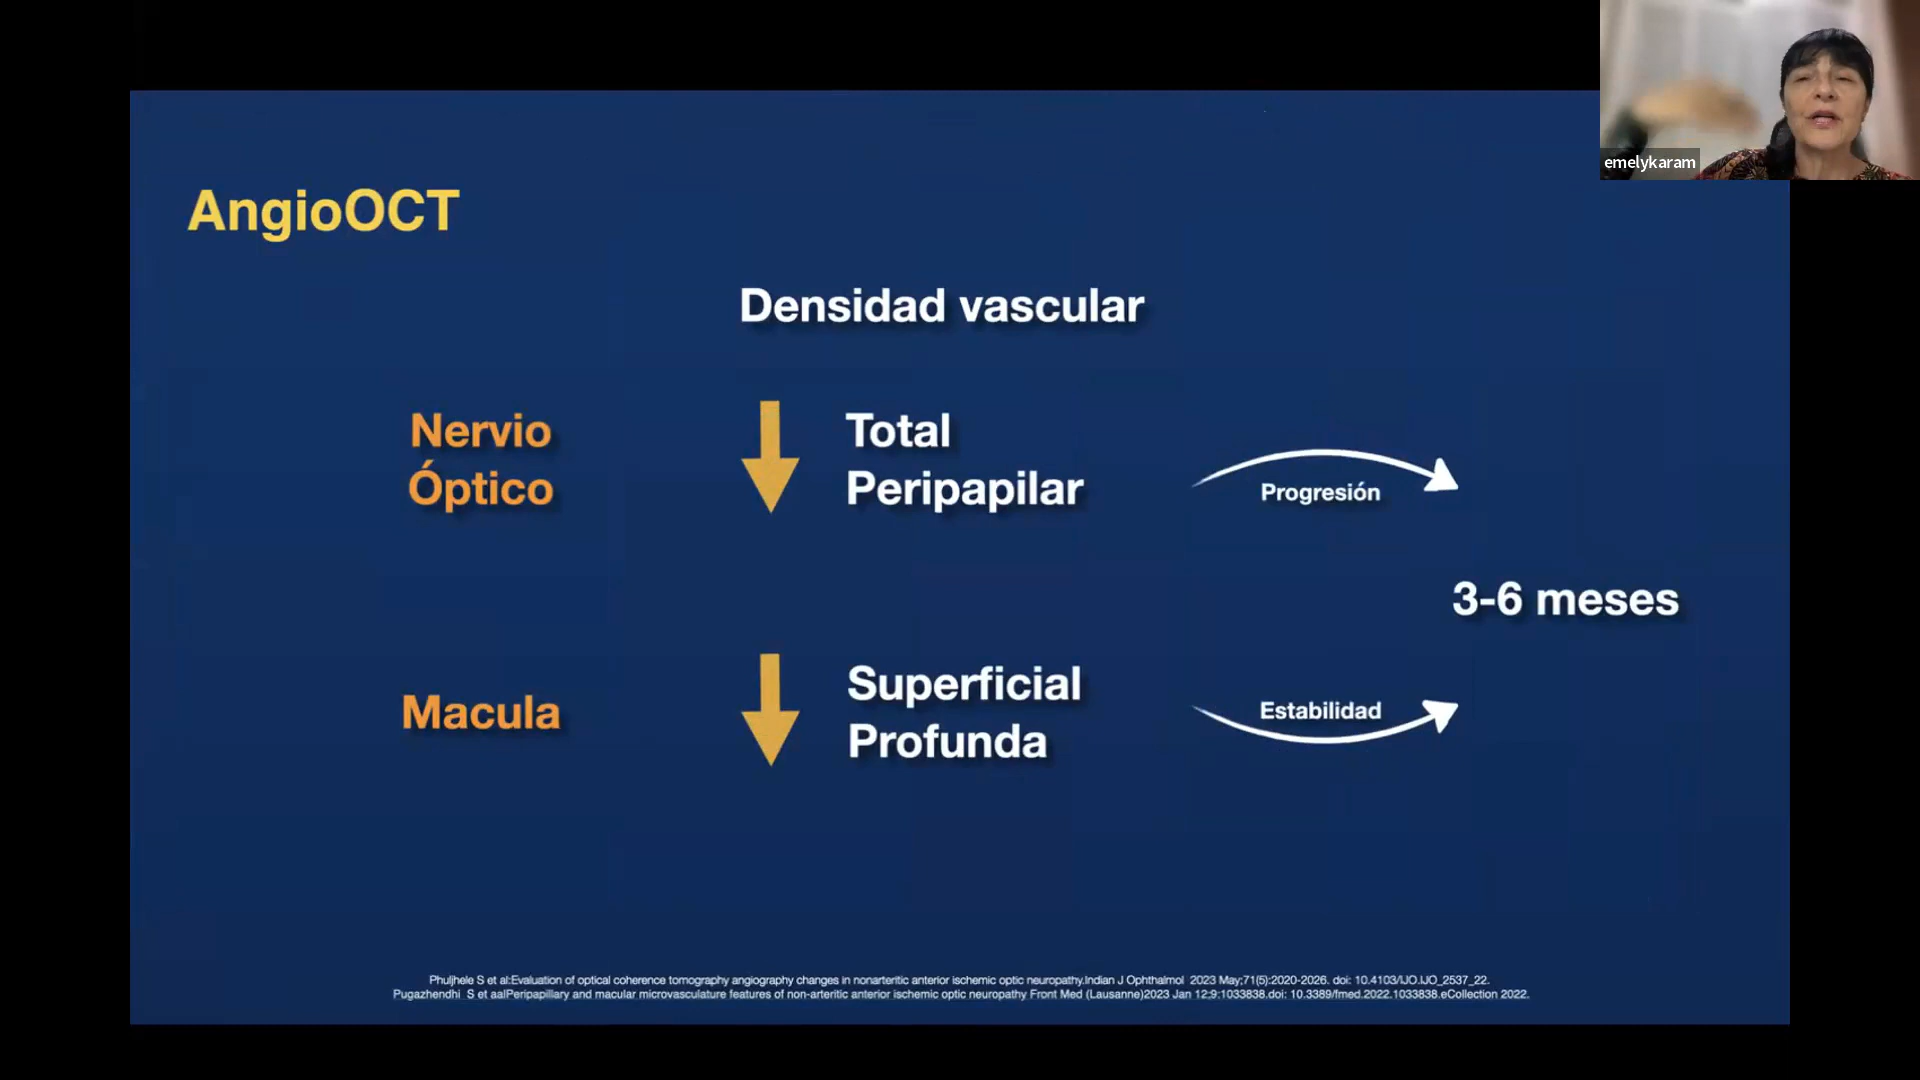 emelykaram
AngioOCT
Densidad vascular
Nervio
Óptico
Total
Peripapilar
Progresión
3-6 meses
Macula
Superficial
Profunda
Estabilidad
Phuljhele S et al:Evaluation of optical coherence tomography angiography changes in nonarteritic anterior ischemic optic neuropathy.Indian J Ophthalmol 2023 May;71(5):2020-2026. doi: 10.4103/IJO.IJO_2537_22.
Pugazhendhi S et aalPeripapillary and macular microvasculature features of non-arteritic anterior ischemic optic neuropathy Front Med (Lausanne)2023 Jan 12;9:1033838.doi: 10.3389/fmed.2022.1033838.eCollection 2022.